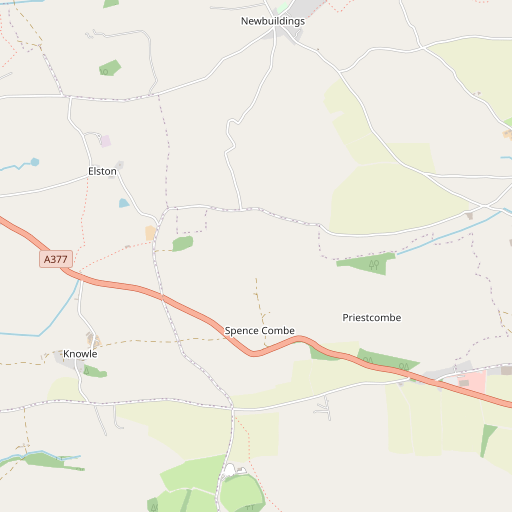 Newbuildings
Elston
A377
Priestcombe
Spence Combe
Knowle